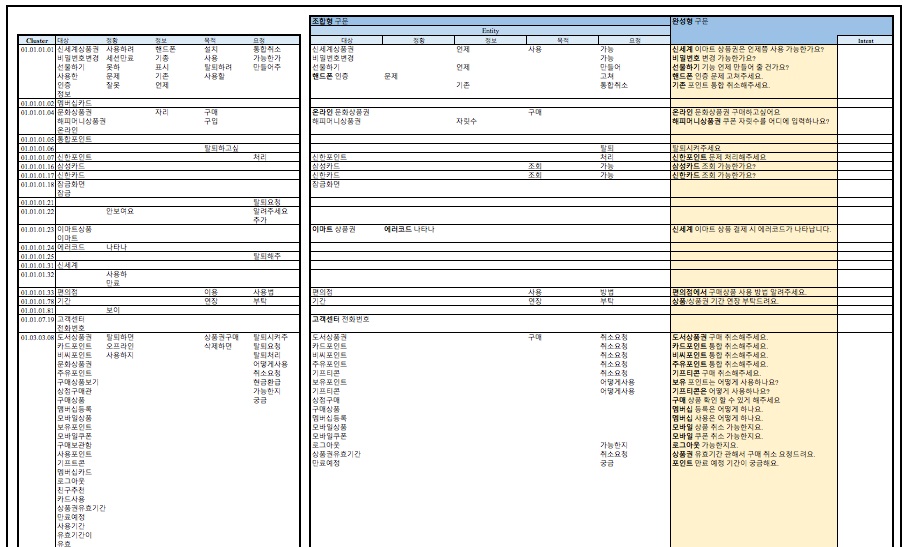 조합형 구문 완성형 구문
Entity
Cluster 대상 정황 정보 목적 요청 대상 정황 정보 목적 요청 Intent
01.01.01.01 신세계상품권 사용하려 핸드폰 설치 통합취소 신세계상품권 언제 사용 가능 신세계 이마트 상품권은 언제쯤 사용 가능한가요?
비밀번호변경 세션만료 기종 사용 가능한가 비밀번호변경 가능 비밀번호 변경 가능한가요?
선물하기 못하 표시 탈퇴하려 만들어주 선물하기 언제 만들어 선물하기 기능 언제 만들어 줄 건가요?
사용한 문제 기존 사용할 핸드폰 인증 문제 고쳐 핸드폰 인증 문제 고쳐주세요.
인증 잘못 언제 기존 통합취소 기존 포인트 통합 취소해주세요.
정보
01.01.01.02 멤버십카드
01.01.01.04 문화상품권 자리 구매 온라인 문화상품권 구매 온라인 문화상품권 구매하고싶어요
해피머니상품권 구입 해피머니상품권 자릿수 해피머니상품권 쿠폰 자릿수를 어디에 입력하나요?
온라인
01.01.01.05 통합포인트
01.01.01.06 탈퇴하고싶 탈퇴 탈퇴시켜주세요
01.01.01.07 신한포인트 처리 신한포인트 처리 신한포인트 문제 처리해주세요
01.01.01.16 삼성카드 삼성카드 조회 가능 삼성카드 조회 가능한가요?
01.01.01.17 신한카드 신한카드 조회 가능 신한카드 조회 가능한가요?
01.01.01.18 잠금화면 잠금화면
잠금
01.01.01.21 탈퇴요청
01.01.01.22 안보여요 알려주세요
추가
01.01.01.23 이마트상품 이마트 상품권 에러코드 나타나 신세계 이마트 상품 결제 시 에러코드가 나타납니다.
이마트
01.01.01.24 에러코드 나타나
01.01.01.25 탈퇴해주
01.01.01.31 신세계
01.01.01.32 사용하
만료
01.01.01.33 편의점 이용 사용법 편의점 사용 방법 편의점에서 구매상품 사용 방법 알려주세요.
01.01.01.78 기간 연장 부탁 기간 연장 부탁 상품/상품권 기간 연장 부탁드려요.
01.01.01.81 보이
01.01.07.19 고객센터 고객센터 전화번호
전화번호
01.03.03.08 도서상품권 탈퇴하면 상품권구매 탈퇴시켜주 도서상품권 구매 취소요청 도서상품권 구매 취소해주세요.
카드포인트 오프라인 삭제하면 탈퇴요청 카드포인트 취소요청 카드포인트 통합 취소해주세요.
비씨포인트 사용하지 탈퇴처리 비씨포인트 취소요청 비씨포인트 통합 취소해주세요.
문화상품권 어떻게사용 주유포인트 취소요청 주유포인트 통합 취소해주세요.
주유포인트 취소요청 기프티콘 취소요청 기프티콘 구매 취소해주세요.
구매상품보기 현금환급 보유포인트 어떻게사용 보유 포인트는 어떻게 사용하나요?
상정구매관 가능한지 기프티콘 어떻게사용 기프티콘은 어떻게 사용하나요?
구매상품 궁금 상정구매 구매 상품 확인 할 수 있게 해주세요
멤버십등록 구매상품 멤버십 등록은 어떻게 하나요.
모바일상품 멤버십등록 멤버십 사용은 어떻게 하나요.
보유포인트 모바일상품 모바일 상품 취소 가능한지요.
모바일쿠폰 모바일쿠폰 모바일 쿠폰 취소 가능한지요.
구매보관함 로그아웃 가능한지 로그아웃 가능한지요.
사용포인트 상품권유효기간 취소요청 상품권 유효기간 관해서 구매 취소 요청드려요.
기프트콘 만료예정 궁금 포인트 만료 예정 기간이 궁금해요.
멤버십카드
로그아웃
친구추천
카드사용
상품권유효기간
만료예정
사용기간
유효기간이
유효